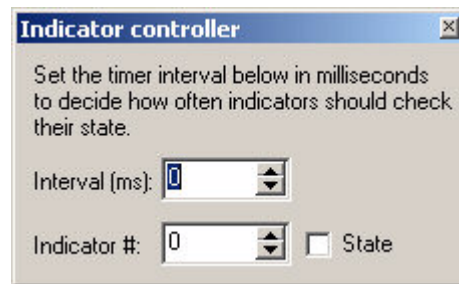 Indicator controller
Set the timer interval below in milliseconds
to decide how often indicators should check
their state.
Interval (ms): 0
Indicator #: 0 State